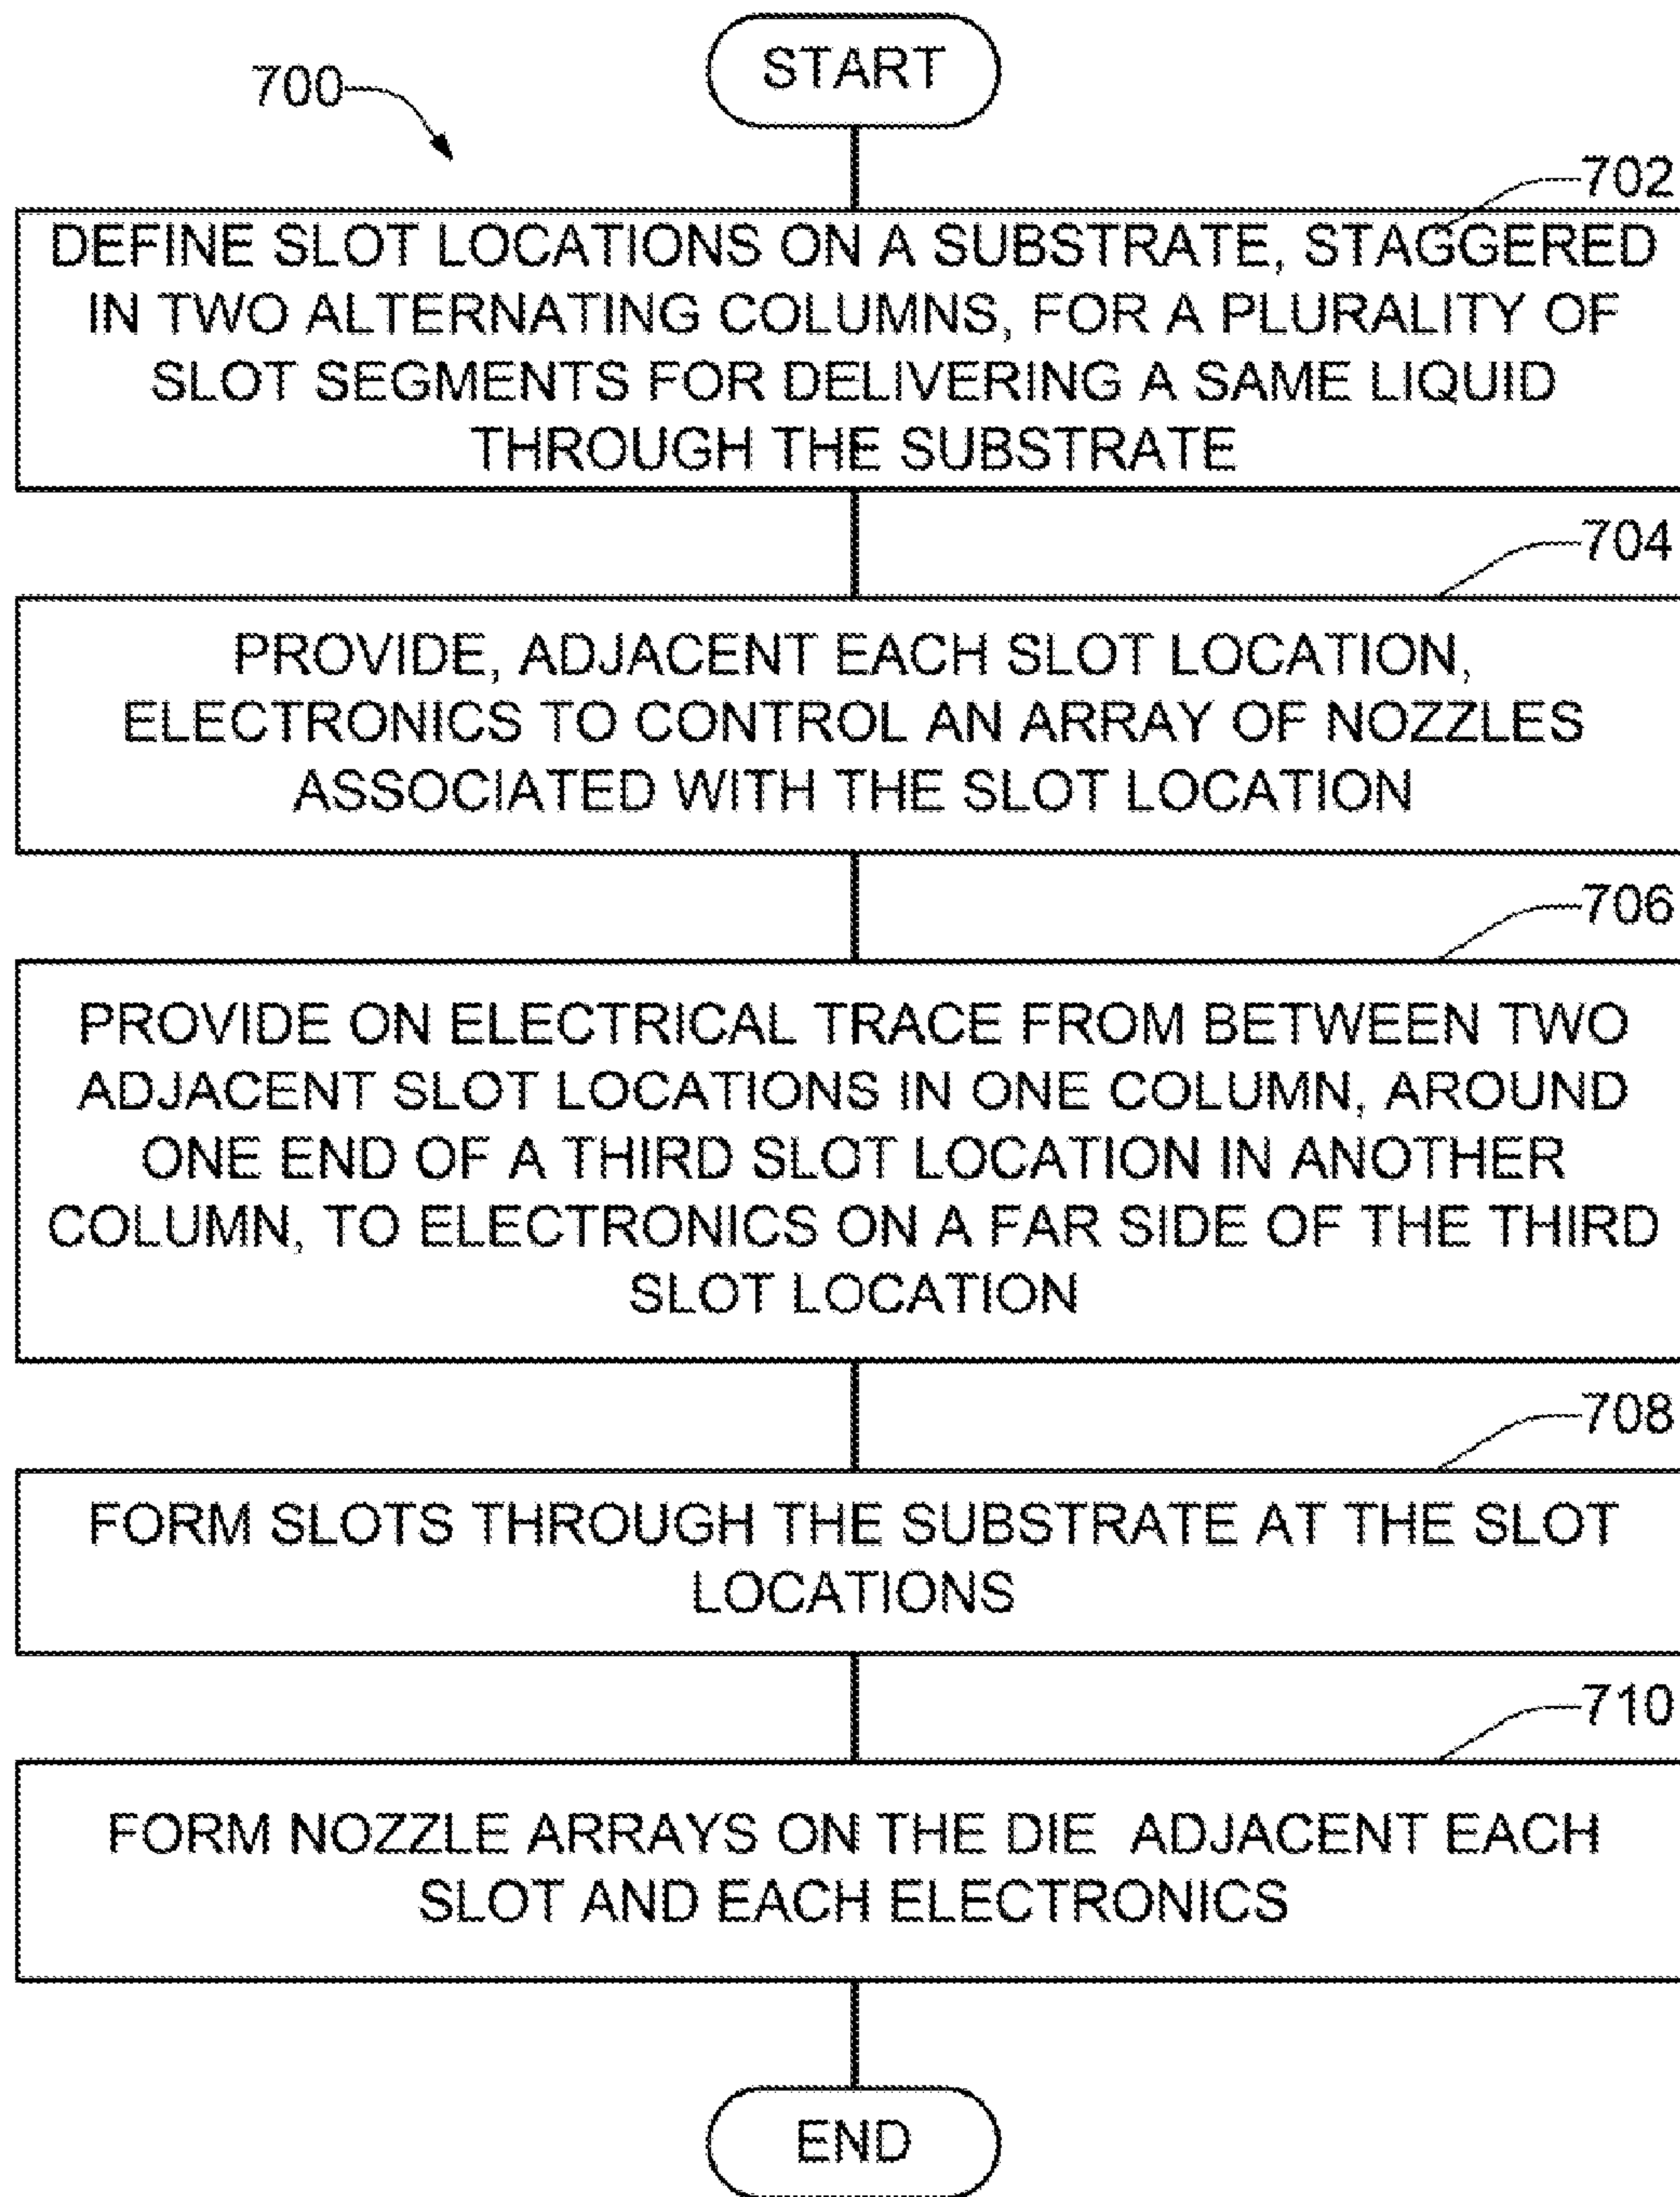 START
700
702
DEFINE SLOT LOCATIONS ON A SUBSTRATE, STAGGERED
IN TWO ALTERNATING COLUMNS, FOR A PLURALITY OF
SLOT SEGMENTS FOR DELIVERING A SAME LIQUID
THROUGH THE SUBSTRATE
704
PROVIDE, ADJACENT EACH SLOT LOCATION,
ELECTRONICS TO CONTROL AN ARRAY OF NOZZLES
ASSOCIATED WITH THE SLOT LOCATION
706
PROVIDE ON ELECTRICAL TRACE FROM BETWEEN TWO
ADJACENT SLOT LOCATIONS IN ONE COLUMN, AROUND
ONE END OF A THIRD SLOT LOCATION IN ANOTHER
COLUMN, TO ELECTRONICS ON A FAR SIDE OF THE THIRD
SLOT LOCATION
708
FORM SLOTS THROUGH THE SUBSTRATE AT THE SLOT
LOCATIONS
710
FORM NOZZLE ARRAYS ON THE DIE ADJACENT EACH
SLOT AND EACH ELECTRONICS
END